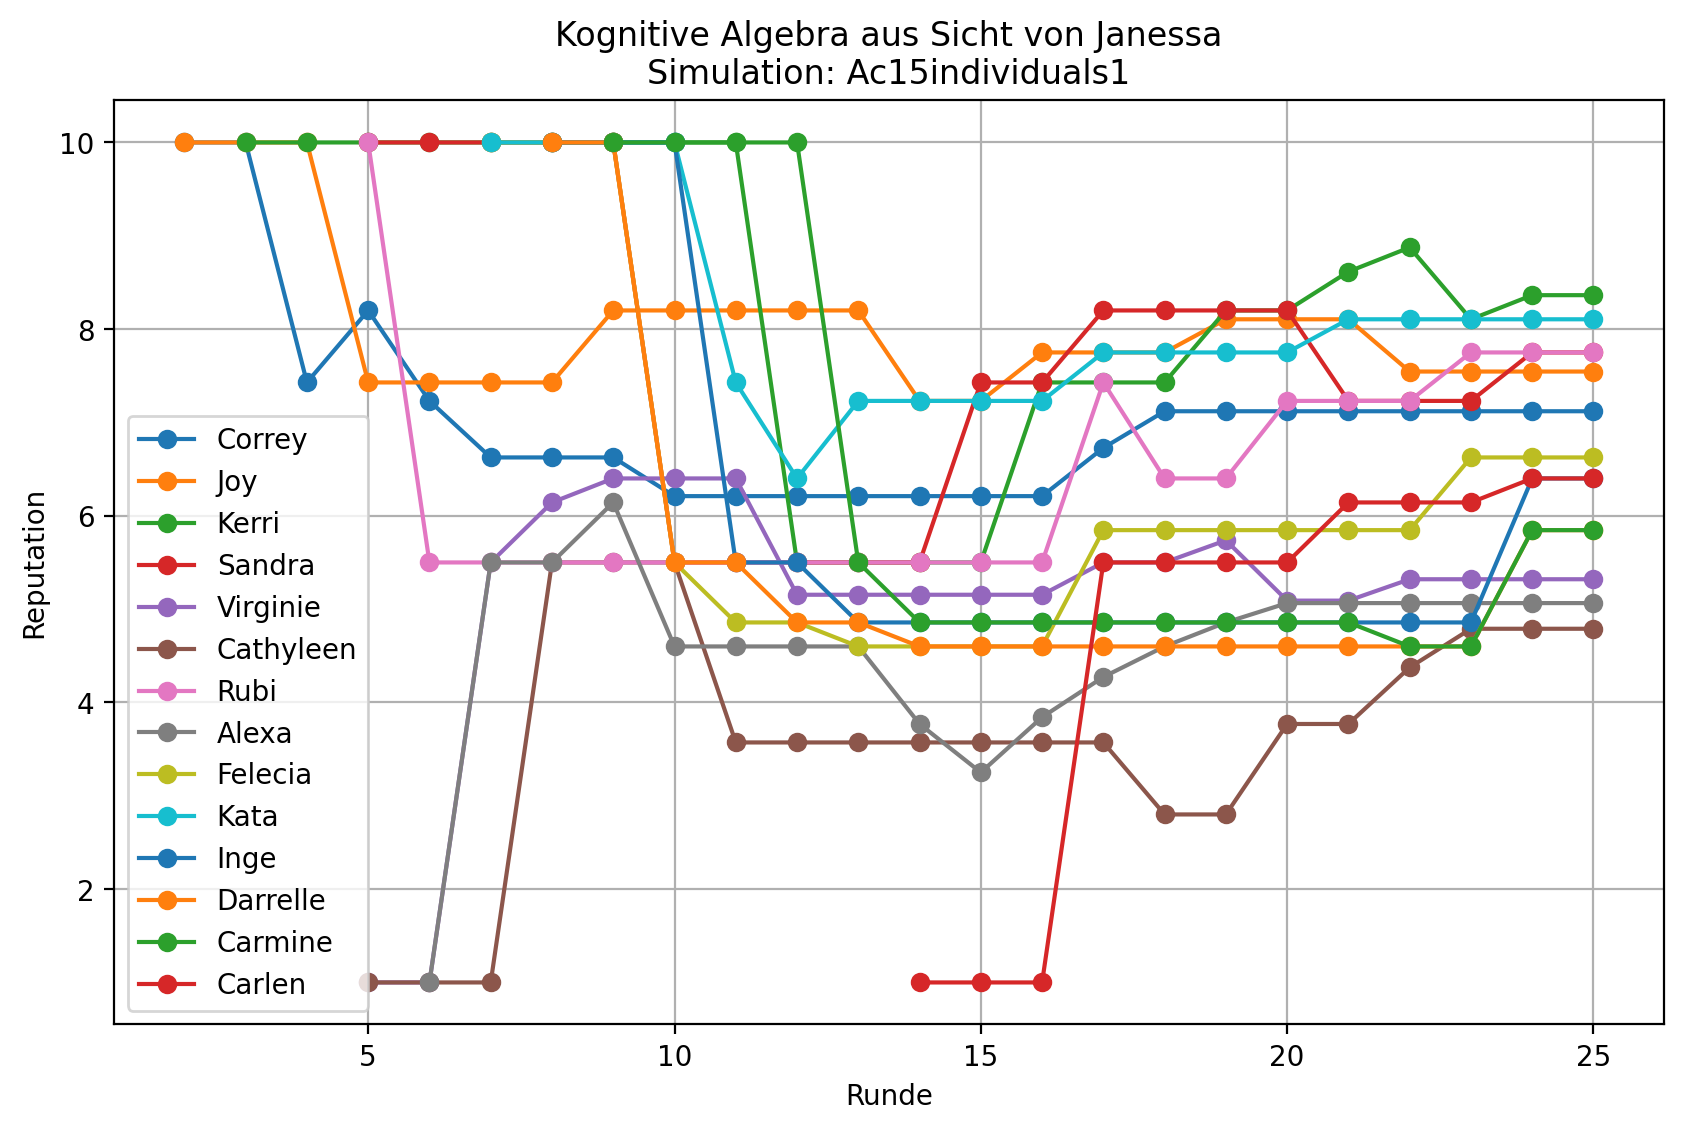 Kognitive Algebra aus Sicht von Janessa
Simulation: Ac15individuals1
Reputation
10
8
6
4
2
Correy
Joy
Kerri
Sandra
Virginie
Cathyleen
Rubi
Alexa
Felecia
Kata
Inge
Darrelle
Carmine
Carlen
5
10
15
20
25
Runde